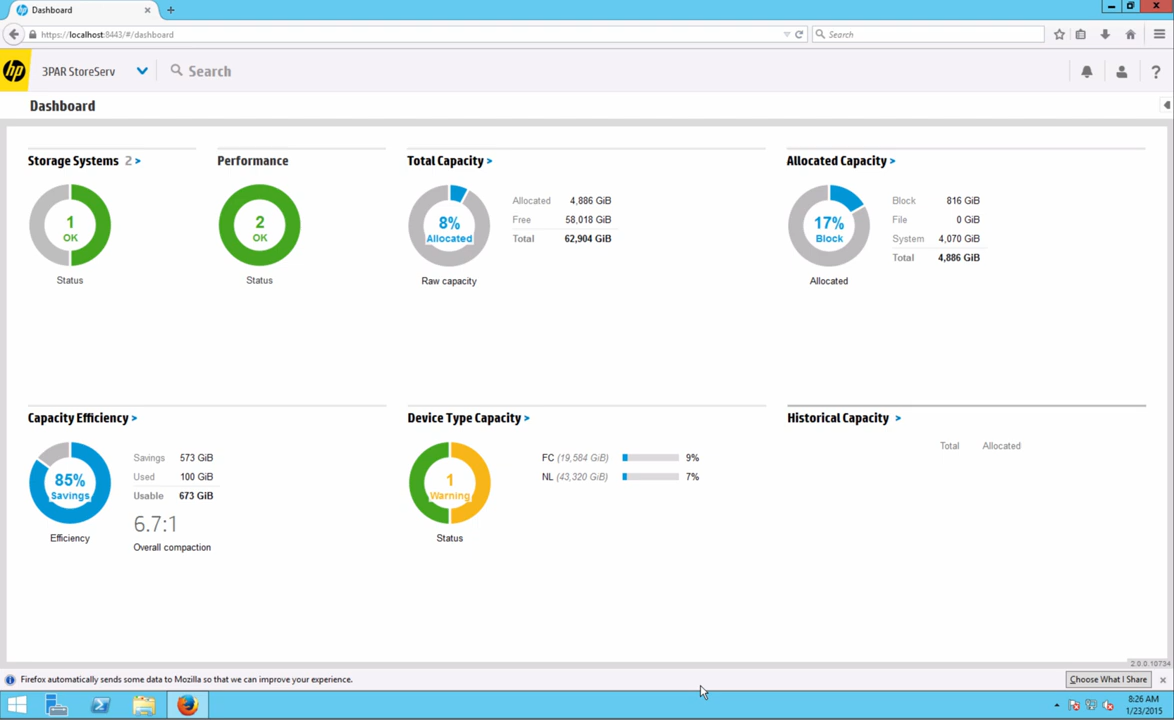 Dashboard
https://localhost:8443/#/dashboard
Search
hp
3PAR StoreServ
Search
?
Dashboard
Storage Systems 2 >
1
OK
Status
Performance
2
OK
Status
Total Capacity >
8%
Allocated
Raw capacity
Allocated 4,886 GiB
Free 58,018 GiB
Total 62,904 GiB
Allocated Capacity >
17%
Block
Allocated
Block 816 GiB
File 0 GiB
System 4,070 GiB
Total 4,886 GiB
Capacity Efficiency >
85%
Savings
Efficiency
Savings 573 GiB
Used 100 GiB
Usable 673 GiB
6.7:1
Overall compaction
Device Type Capacity >
1
Warning
Status
FC (19,584 GiB) 9%
NL (43,320 GiB) 7%
Historical Capacity >
Total Allocated
2.0.0.10734
Firefox automatically sends some data to Mozilla so that we can improve your experience.
Choose What I Share
8:26 AM
1/23/2015